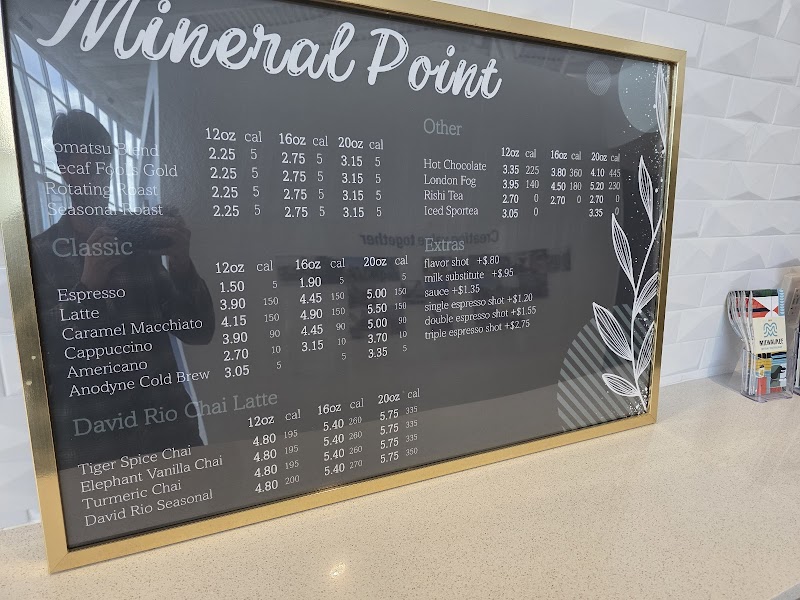 Mineral Point
12oz cal 16oz cal 20oz cal
omatsu Blend 2.25 5 2.75 5 3.15 5
ecaf Fools Gold 2.25 5 2.75 5 3.15 5
Rotating Roast 2.25 5 2.75 5 3.15 5
Seasonal Roast 2.25 5 2.75 5 3.15 5
Classic
12oz cal 16oz cal 20oz cal
Espresso 1.50 5 1.90 5 5
Latte 3.90 150 4.45 150 5.00 150
Caramel Macchiato 4.15 150 4.90 150 5.50 150
Cappuccino 3.90 90 4.45 90 5.00 90
Americano 2.70 10 3.15 10 3.70 10
Anodyne Cold Brew 3.05 5 5 3.35 5
David Rio Chai Latte
12oz cal 16oz cal 20oz cal
Tiger Spice Chai 4.80 195 5.40 260 5.75 335
Elephant Vanilla Chai 4.80 195 5.40 260 5.75 335
Turmeric Chai 4.80 195 5.40 260 5.75 335
David Rio Seasonal 4.80 200 5.40 270 5.75 350
Other
12oz cal 16oz cal 20oz cal
Hot Chocolate 3.35 225 3.80 360 4.10 445
London Fog 3.95 140 4.50 180 5.20 230
Rishi Tea 2.70 0 2.70 0 2.70 0
Iced Sportea 3.05 0 3.35 0
Extras
flavor shot +$.80
milk substitute +$.95
sauce +$1.35
single espresso shot +$1.20
double espresso shot +$1.55
triple espresso shot +$2.75